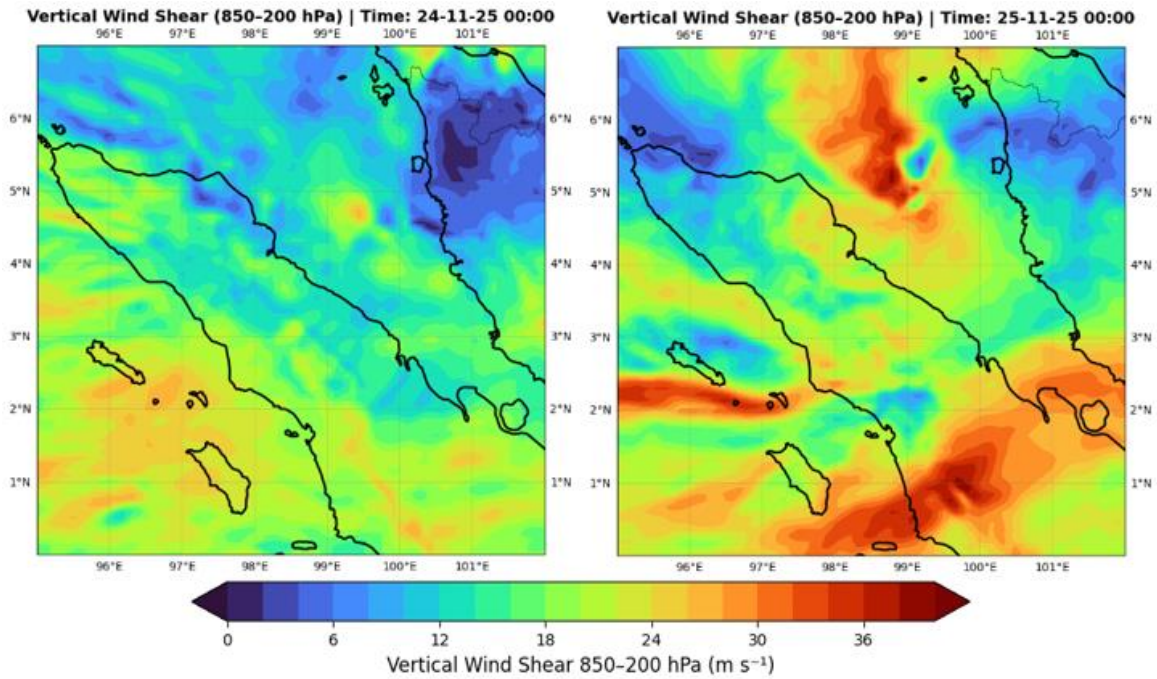 Vertical Wind Shear (850–200 hPa) | Time: 24-11-25 00:00
96°E 97°E 98°E 99°E 100°E 101°E
6°N 6°N
5°N 5°N
4°N 4°N
3°N 3°N
2°N 2°N
1°N 1°N
96°E 97°E 98°E 99°E 100°E 101°E
Vertical Wind Shear (850–200 hPa) | Time: 25-11-25 00:00
96°E 97°E 98°E 99°E 100°E 101°E
6°N 6°N
5°N 5°N
4°N 4°N
3°N 3°N
2°N 2°N
1°N 1°N
96°E 97°E 98°E 99°E 100°E 101°E
0 6 12 18 24 30 36
Vertical Wind Shear 850–200 hPa (m s⁻¹)